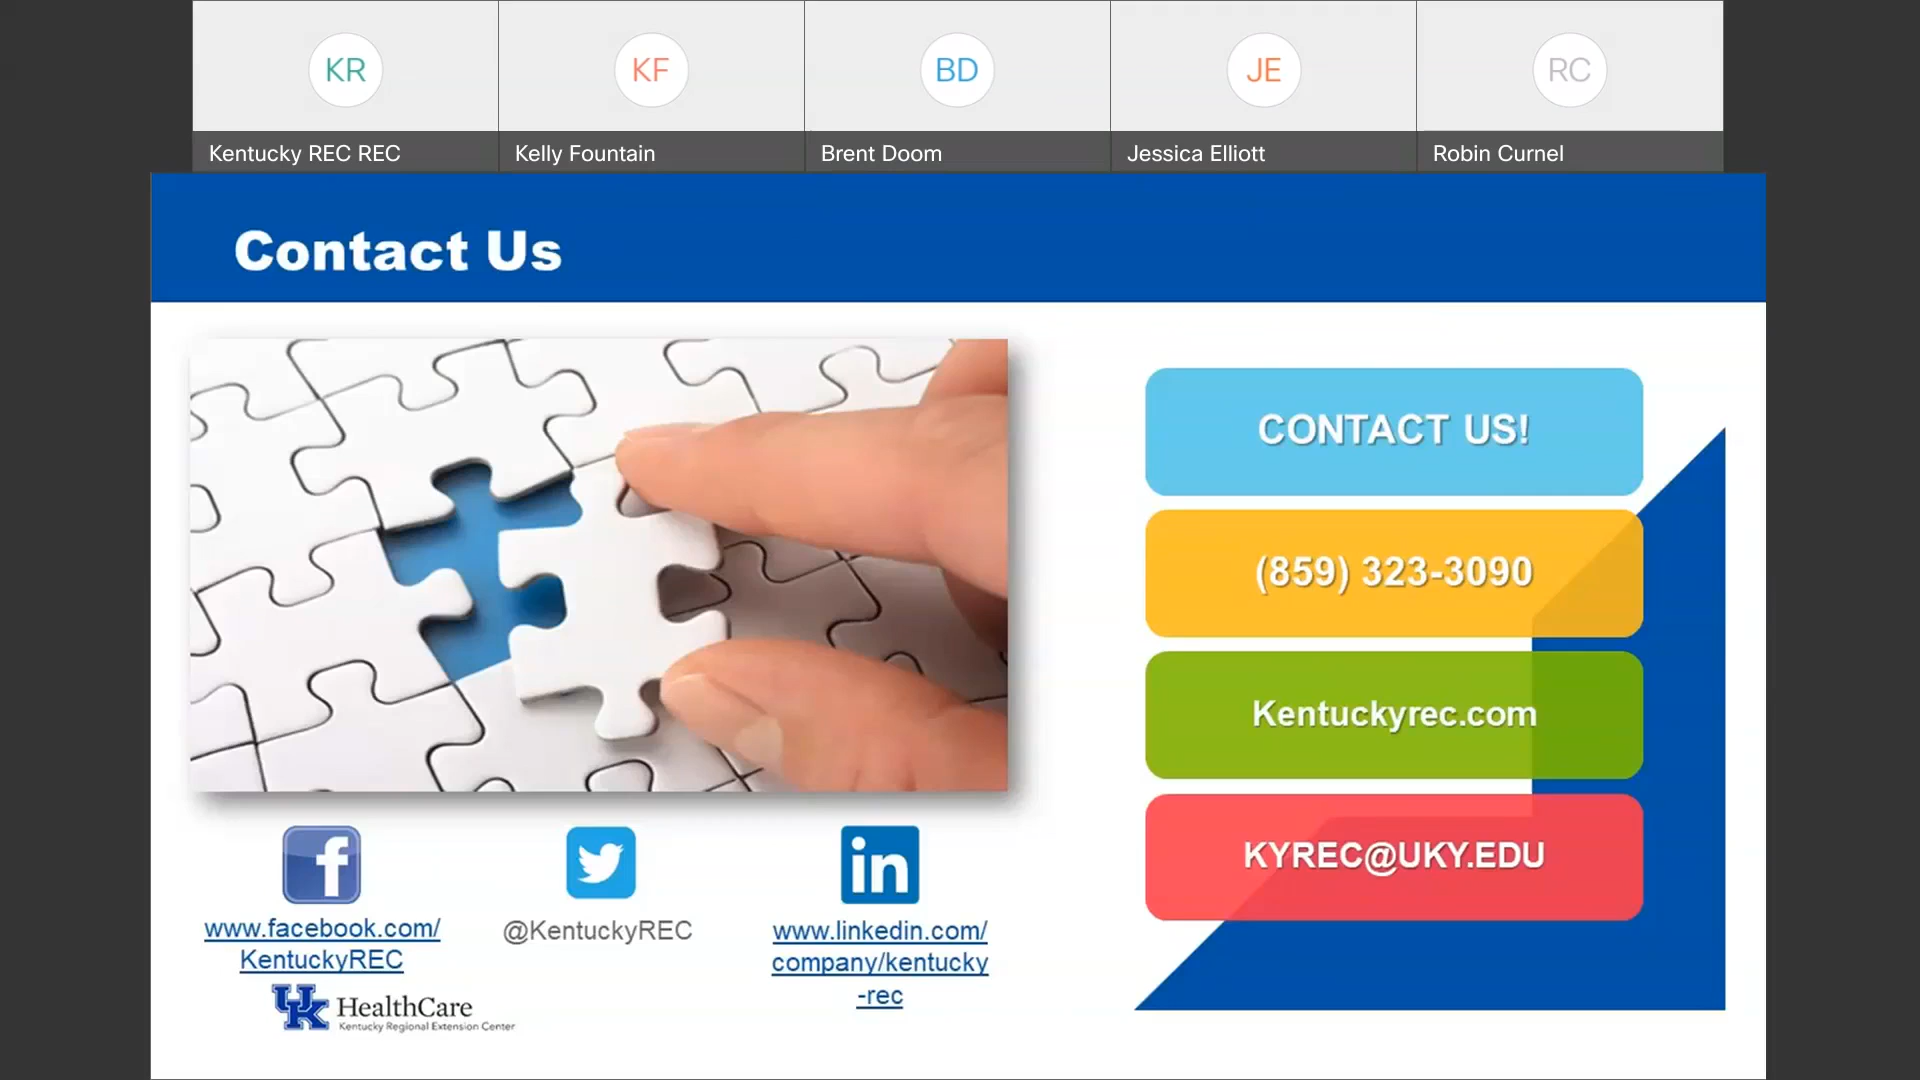 KR
KF
BD
JE
RC
Kentucky REC REC
Kelly Fountain
Brent Doom
Jessica Elliott
Robin Curnel
Contact Us
CONTACT US!
(859) 323-3090
Kentuckyrec.com
KYREC@UKY.EDU
f
in
www.facebook.com/
KentuckyREC
@KentuckyREC
www.linkedin.com/
company/kentucky
-rec
UK HealthCare
Kentucky Regional Extension Center